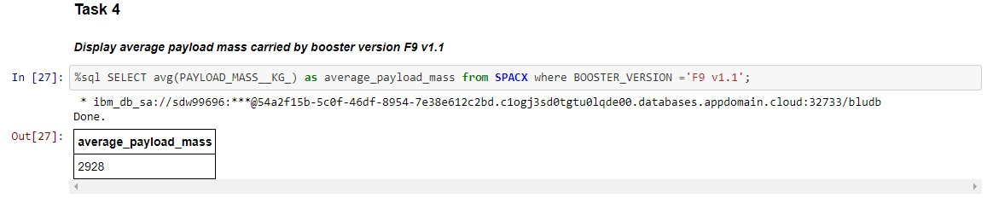 Task 4
Display average payload mass carried by booster version F9 v1.1
In [27]: %sql SELECT avg(PAYLOAD_MASS__KG_) as average_payload_mass from SPACX where BOOSTER_VERSION ='F9 v1.1';
* ibm_db_sa://sdw99696:***@54a2f15b-5c0f-46df-8954-7e38e612c2bd.c1ogj3sd0tgtu0lqde00.databases.appdomain.cloud:32733/bludb
Done.
Out[27]: average_payload_mass
2928